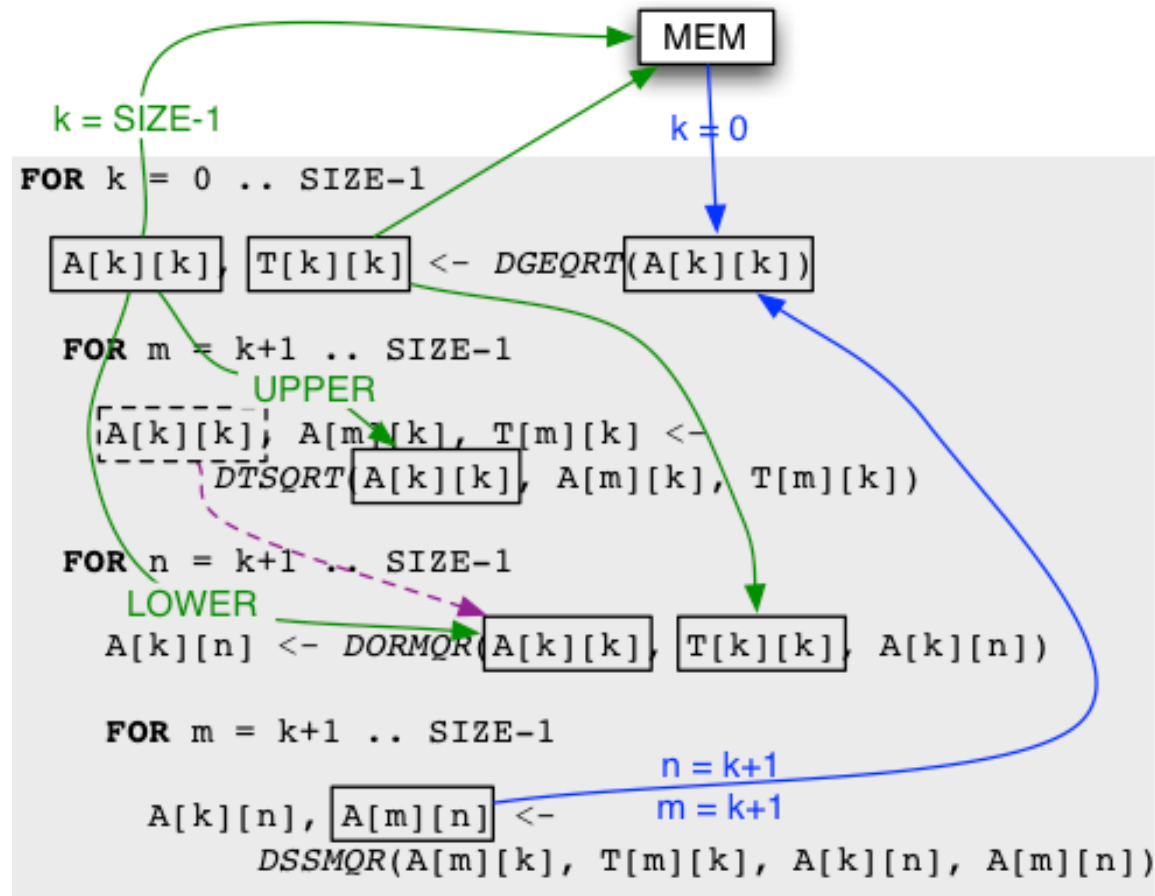 MEM
k = SIZE-1
k = 0
FOR k = 0 .. SIZE-1
A[k][k], T[k][k] <- DGEQRT(A[k][k])
FOR m = k+1 .. SIZE-1
UPPER
A[k][k], A[m][k], T[m][k] <-
DTSQRT(A[k][k], A[m][k], T[m][k])
FOR n = k+1 .. SIZE-1
LOWER
A[k][n] <- DORMQR(A[k][k], T[k][k], A[k][n])
FOR m = k+1 .. SIZE-1
n = k+1
m = k+1
A[k][n], A[m][n] <-
DSSMQR(A[m][k], T[m][k], A[k][n], A[m][n])